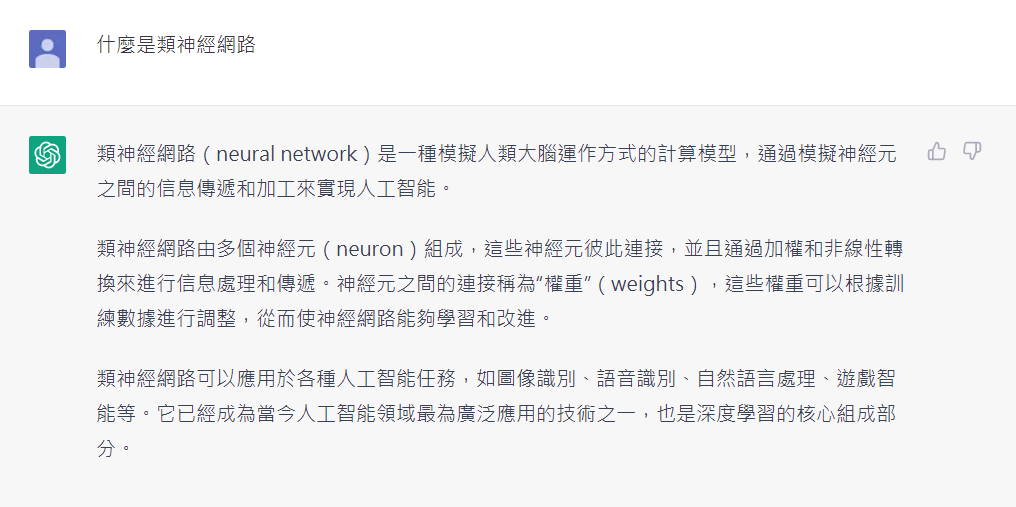 什麼是類神經網路
類神經網路（neural network）是一種模擬人類大腦運作方式的計算模型，通過模擬神經元
之間的信息傳遞和加工來實現人工智能。
類神經網路由多個神經元（neuron）組成，這些神經元彼此連接，並且通過加權和非線性轉
換來進行信息處理和傳遞。神經元之間的連接稱為“權重”（weights），這些權重可以根據訓
練數據進行調整，從而使神經網路能夠學習和改進。
類神經網路可以應用於各種人工智能任務，如圖像識別、語音識別、自然語言處理、遊戲智
能等。它已經成為當今人工智能領域最為廣泛應用的技術之一，也是深度學習的核心組成部
分。